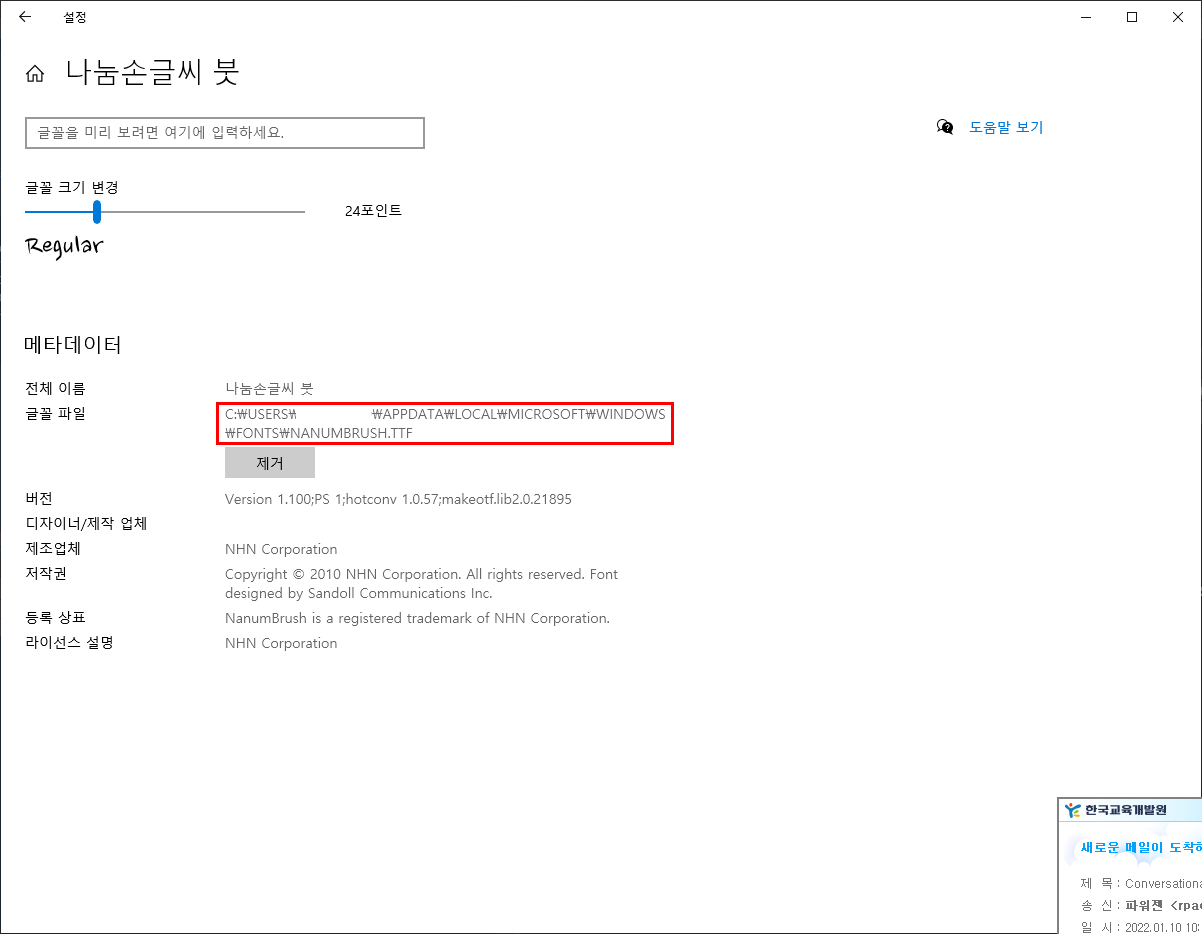 설정
나눔손글씨 붓
글꼴을 미리 보려면 여기에 입력하세요.
도움말 보기
글꼴 크기 변경
24포인트
Regular
메타데이터
전체 이름 나눔손글씨 붓
글꼴 파일 C:₩USERS₩ ₩APPDATA₩LOCAL₩MICROSOFT₩WINDOWS
₩FONTS₩NANUMBRUSH.TTF
제거
버전 Version 1.100;PS 1;hotconv 1.0.57;makeotf.lib2.0.21895
디자이너/제작 업체
제조업체 NHN Corporation
저작권 Copyright © 2010 NHN Corporation. All rights reserved. Font
designed by Sandoll Communications Inc.
등록 상표 NanumBrush is a registered trademark of NHN Corporation.
라이선스 설명 NHN Corporation
한국교육개발원
새로운 메일이
제 목 : Conversationa
송 신 : 파워젠 <rpa
일 시 : 2022.01.10 10: